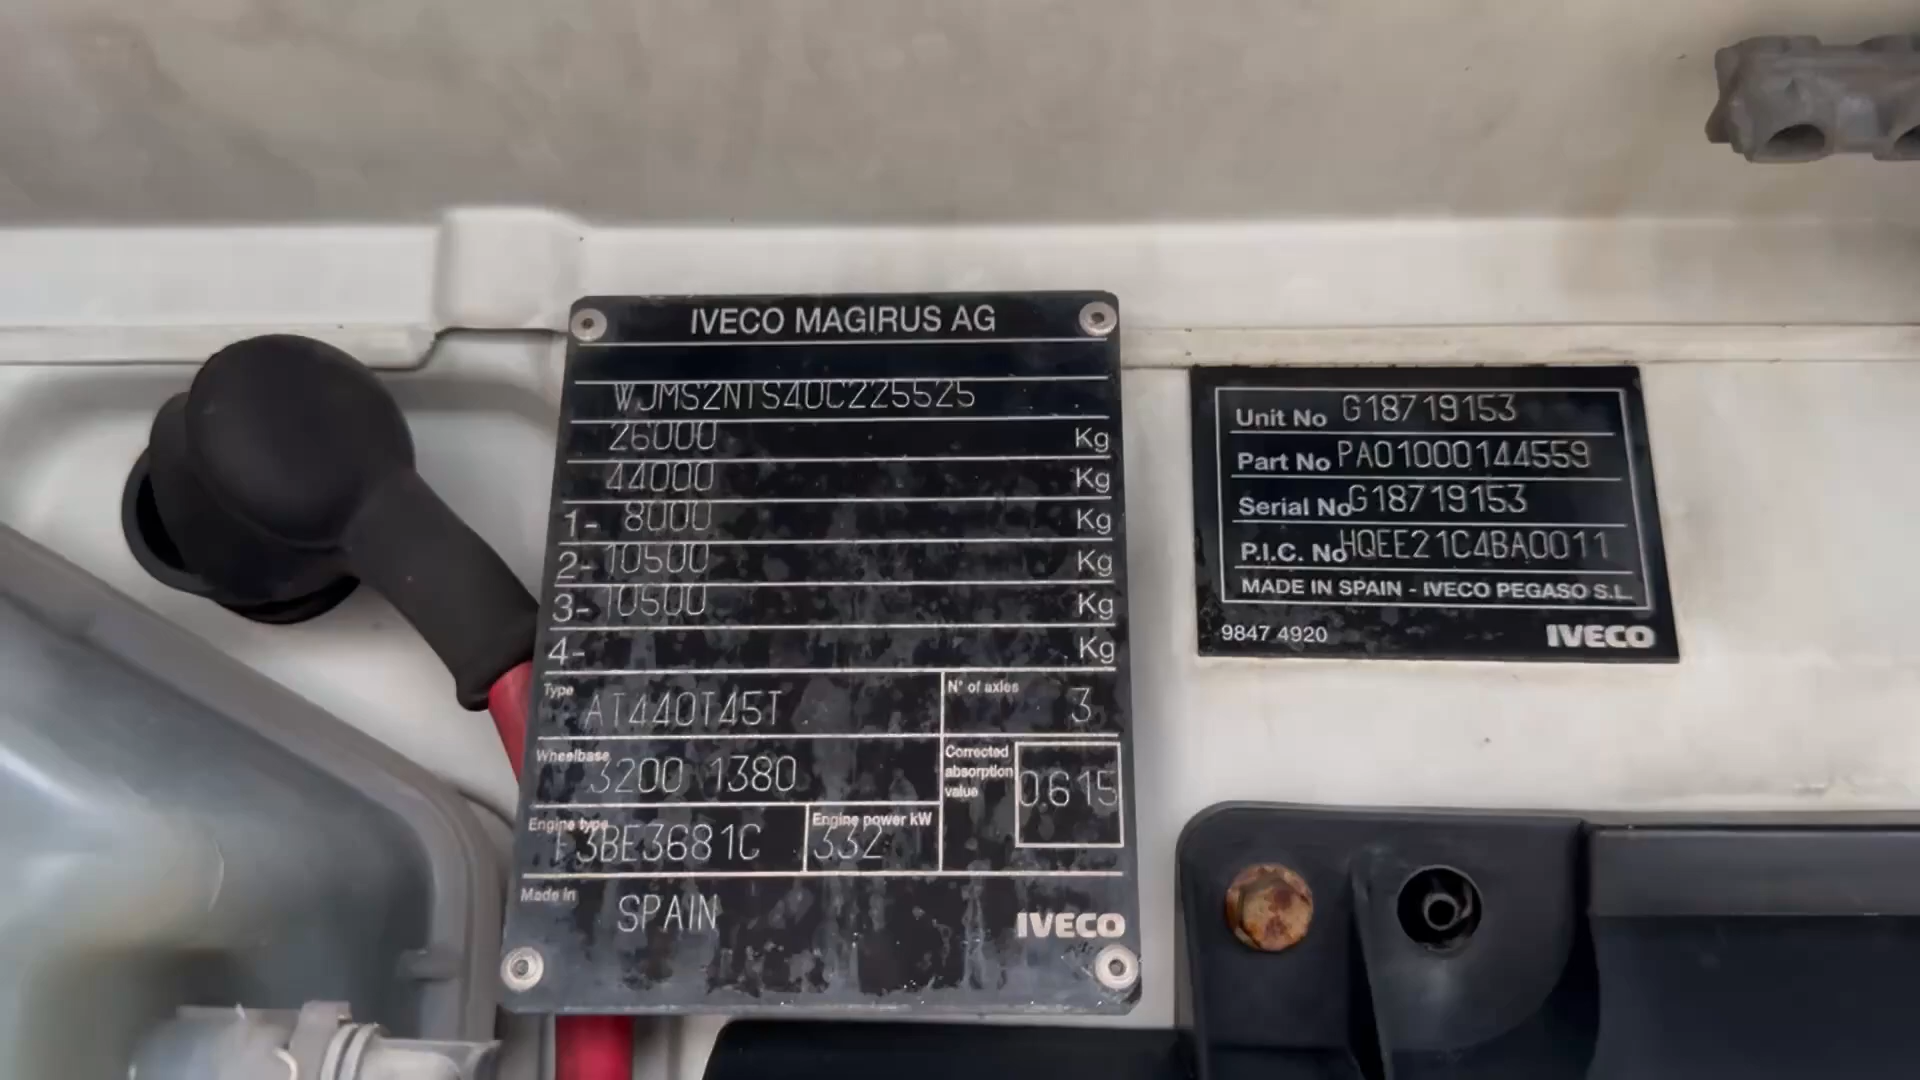 IVECO MAGIRUS AG
WJMS2NTS40C225525
26000 Kg
44000 Kg
1- 8000 Kg
2- 10500 Kg
3- 10500 Kg
4- Kg
Type AT440T45T
N° of axles 3
Wheelbase 3200 1380
Corrected absorption value 0.615
Engine type F3BE3681C
Engine power kW 332
Made in SPAIN
IVECO
Unit No G18719153
Part No PA01000144559
Serial No G18719153
P.I.C. No HQEE21C4BA0011
MADE IN SPAIN - IVECO PEGASO S.L.
9847 4920 IVECO